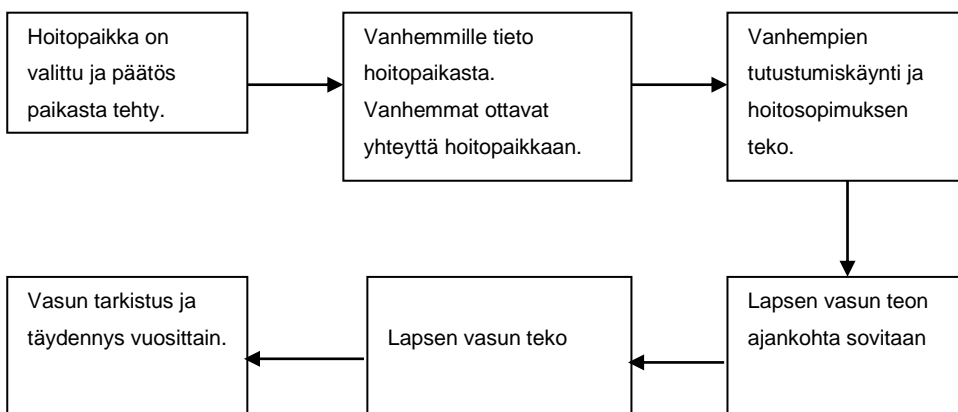 Hoitopaikka on
valittu ja päätös
paikasta tehty.
Vanhemmille tieto
hoitopaikasta.
Vanhemmat ottavat
yhteyttä hoitopaikkaan.
Vanhempien
tutustumiskäynti ja
hoitosopimuksen
teko.
Lapsen vasun teon
ajankohta sovitaan
Lapsen vasun teko
Vasun tarkistus ja
täydennys vuosittain.